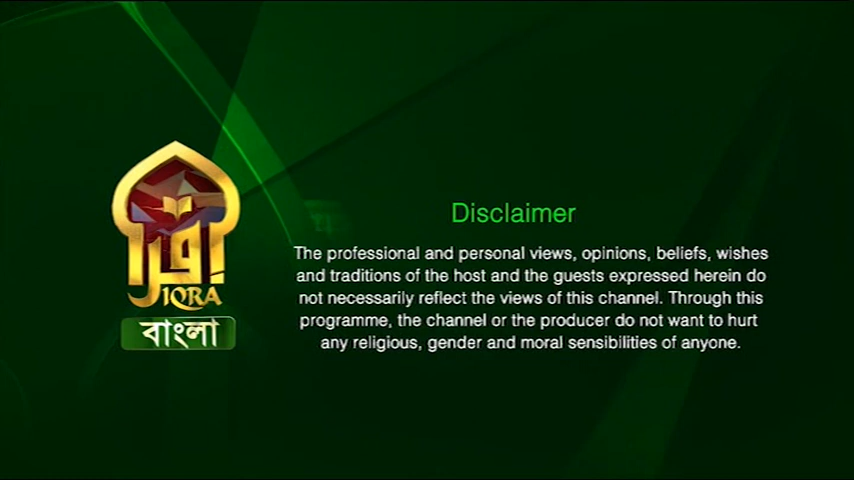 اقرأ
IQRA
বাংলা
Disclaimer
The professional and personal views, opinions, beliefs, wishes
and traditions of the host and the guests expressed herein do
not necessarily reflect the views of this channel. Through this
programme, the channel or the producer do not want to hurt
any religious, gender and moral sensibilities of anyone.